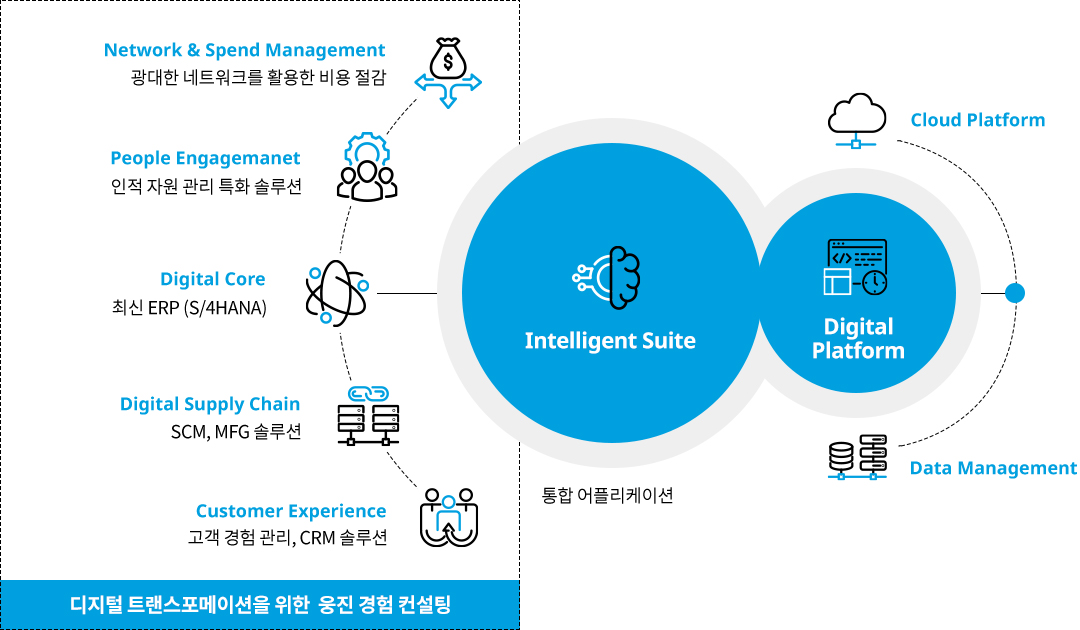 Network & Spend Management
광대한 네트워크를 활용한 비용 절감
People Engagemanet
인적 자원 관리 특화 솔루션
Digital Core
최신 ERP (S/4HANA)
Digital Supply Chain
SCM, MFG 솔루션
Customer Experience
고객 경험 관리, CRM 솔루션
디지털 트랜스포메이션을 위한 웅진 경험 컨설팅
Intelligent Suite
통합 어플리케이션
Digital
Platform
Cloud Platform
Data Management